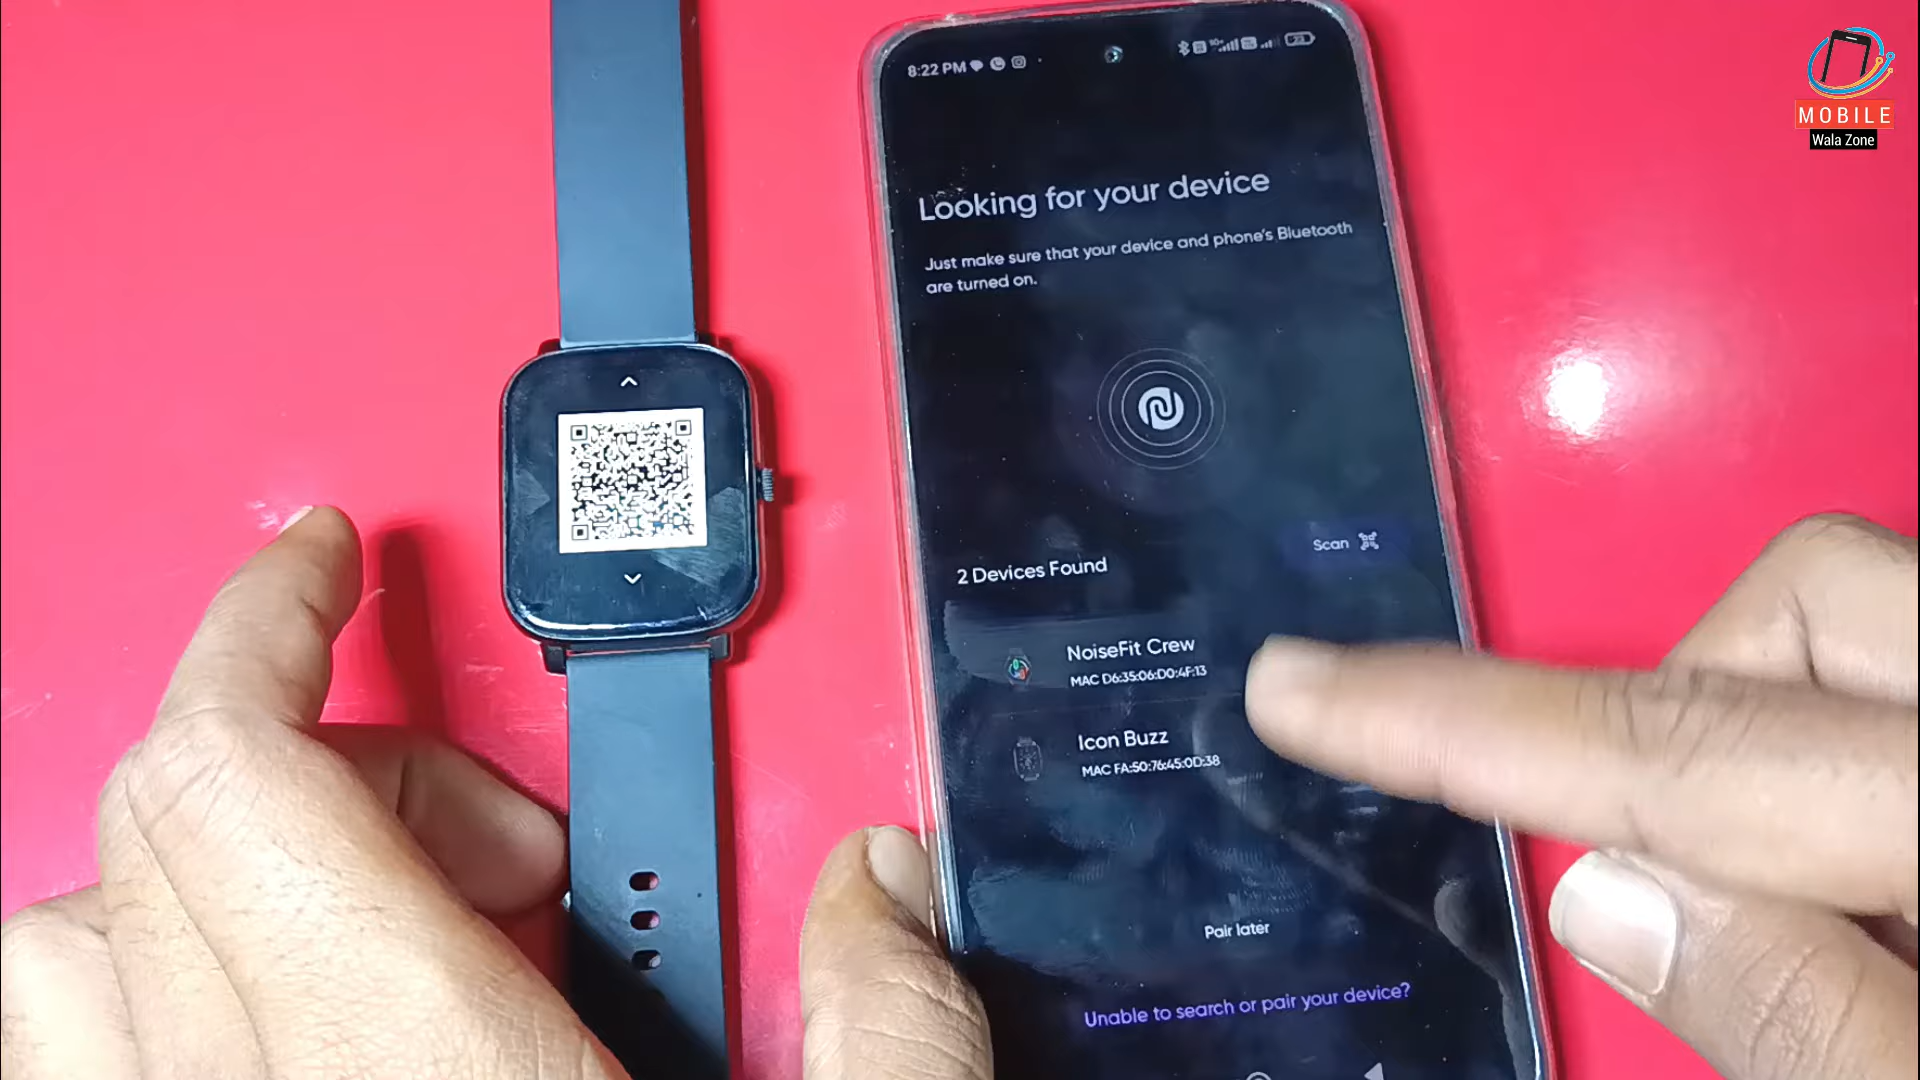 8:22 PM
MOBILE
Wala Zone
Looking for your device
Just make sure that your device and phone's Bluetooth
are turned on.
Scan
2 Devices Found
NoiseFit Crew
MAC D6:35:06:D0:4F:13
Icon Buzz
MAC FA:50:76:45:0D:38
Pair later
Unable to search or pair your device?